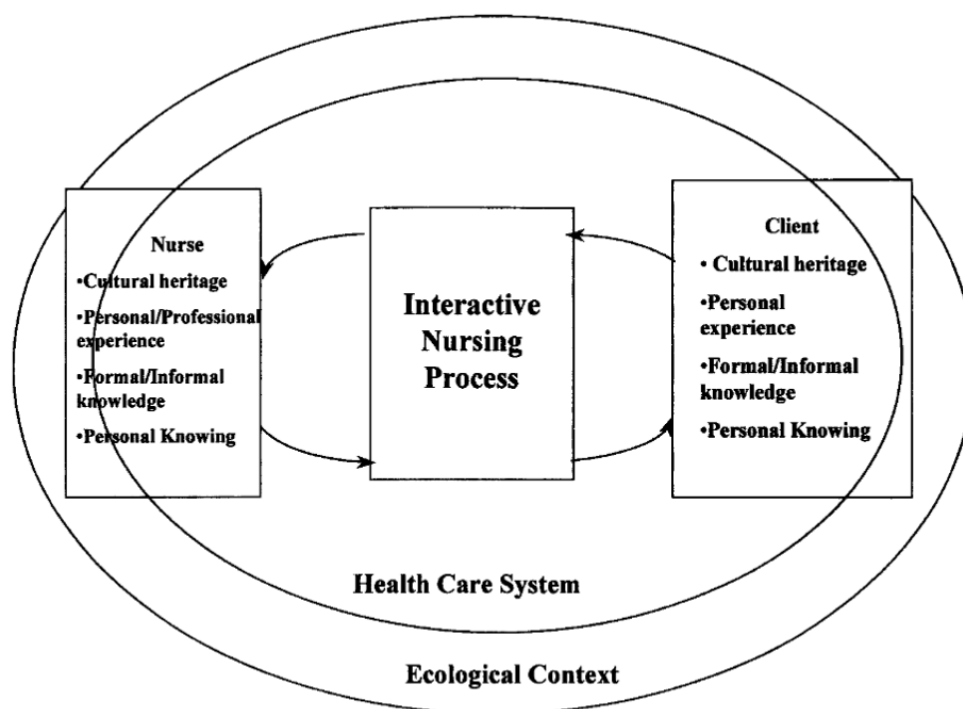 Nurse
•Cultural heritage
•Personal/Professional
experience
•Formal/Informal
knowledge
•Personal Knowing
Interactive
Nursing
Process
Client
• Cultural heritage
•Personal
experience
•Formal/Informal
knowledge
•Personal Knowing
Health Care System
Ecological Context